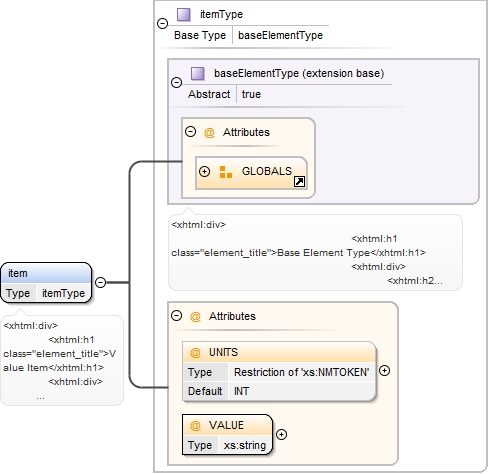 itemType
Base Type baseElementType
baseElementType (extension base)
Abstract true
@ Attributes
GLOBALS
<xhtml:div>
<xhtml:h1
class="element_title">Base Element Type</xhtml:h1>
<xhtml:div>
<xhtml:h2...
item
Type itemType
<xhtml:div>
<xhtml:h1
class="element_title">V
alue Item</xhtml:h1>
<xhtml:div>
...
@ Attributes
@ UNITS
Type Restriction of 'xs:NMTOKEN'
Default INT
@ VALUE
Type xs:string